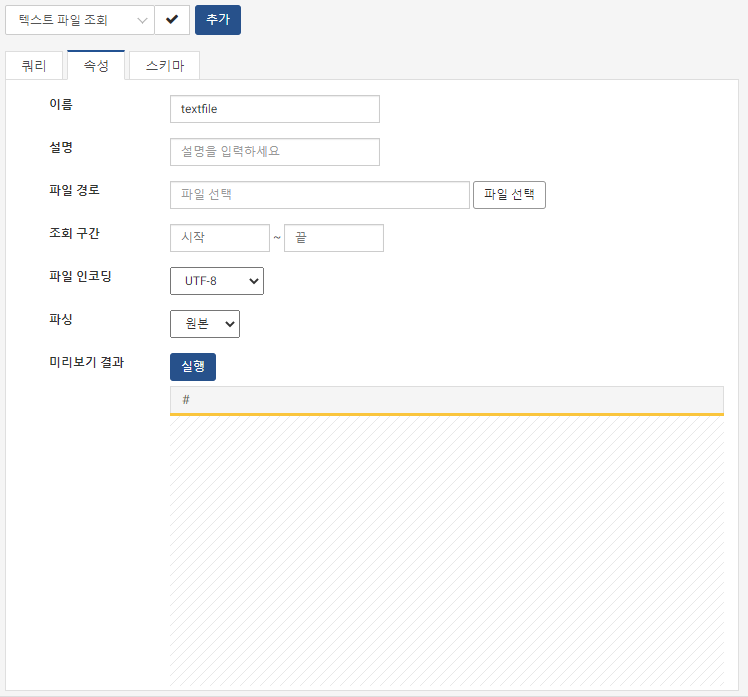 텍스트 파일 조회 추가
쿼리 속성 스키마
이름 textfile
설명 설명을 입력하세요
파일 경로 파일 선택 파일 선택
조회 구간 시작 ~ 끝
파일 인코딩 UTF-8
파싱 원본
미리보기 결과 실행
#